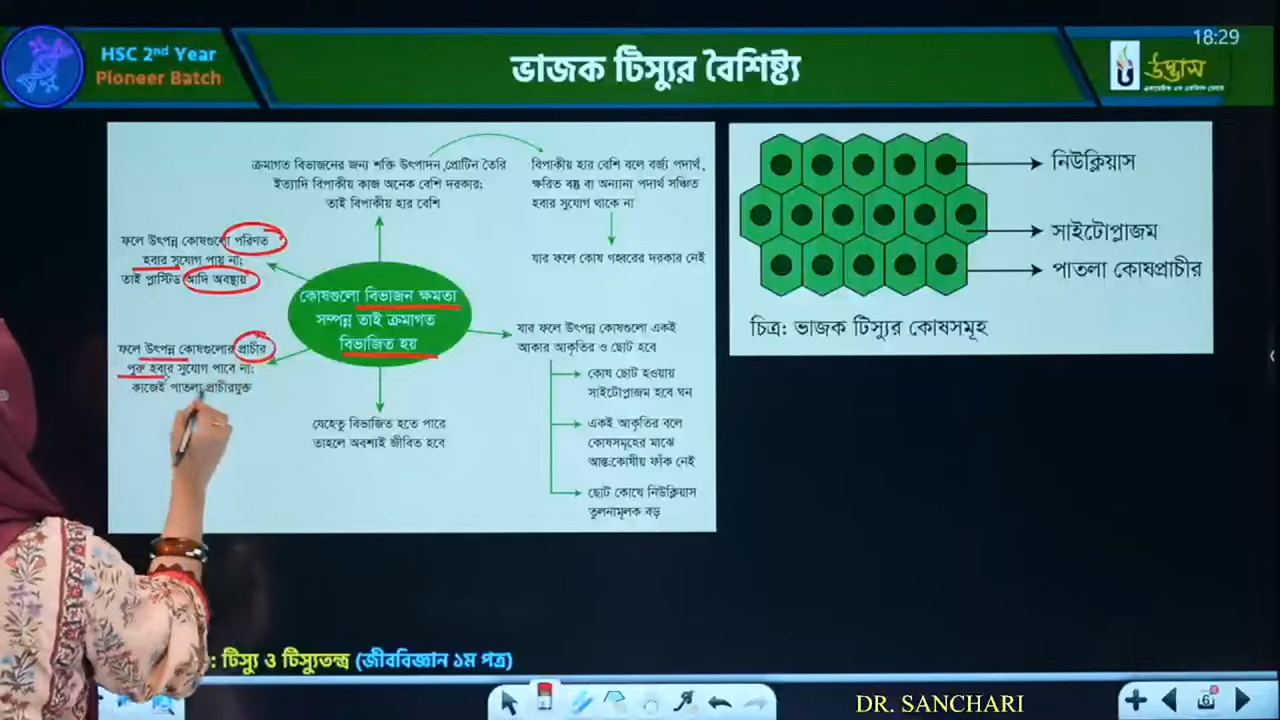 HSC 2nd Year
Pioneer Batch
ভাজক টিস্যুর বৈশিষ্ট্য
18:29
উদ্ভাস
ক্রমাগত বিভাজনের জন্য শক্তি উৎপাদন,প্রোটিন তৈরি
ইত্যাদি বিপাকীয় কাজ অনেক বেশি দরকার;
তাই বিপাকীয় হার বেশি
বিপাকীয় হার বেশি বলে বর্জ্য পদার্থ,
ক্ষরিত বস্তু বা অন্যান্য পদার্থ সঞ্চিত
হবার সুযোগ থাকে না
যার ফলে কোষ গহ্বরের দরকার নেই
ফলে উৎপন্ন কোষগুলো পরিণত
হবার সুযোগ পায় না;
তাই প্লাস্টিড আদি অবস্থায়
কোষগুলো বিভাজন ক্ষমতা
সম্পন্ন তাই ক্রমাগত
বিভাজিত হয়
ফলে উৎপন্ন কোষগুলোর প্রাচীর
পুরু হবার সুযোগ পাবে না;
কাজেই পাতলা প্রাচীরযুক্ত
যেহেতু বিভাজিত হতে পারে
তাহলে অবশ্যই জীবিত হবে
যার ফলে উৎপন্ন কোষগুলো একই
আকার আকৃতির ও ছোট হবে
কোষ ছোট হওয়ায়
সাইটোপ্লাজম হবে ঘন
একই আকৃতির বলে
কোষসমূহের মাঝে
আন্ত:কোষীয় ফাঁক নেই
ছোট কোষে নিউক্লিয়াস
তুলনামূলক বড়
নিউক্লিয়াস
সাইটোপ্লাজম
পাতলা কোষপ্রাচীর
চিত্র: ভাজক টিস্যুর কোষসমূহ
: টিস্যু ও টিস্যুতন্ত্র (জীববিজ্ঞান ১ম পত্র)
DR. SANCHARI
6